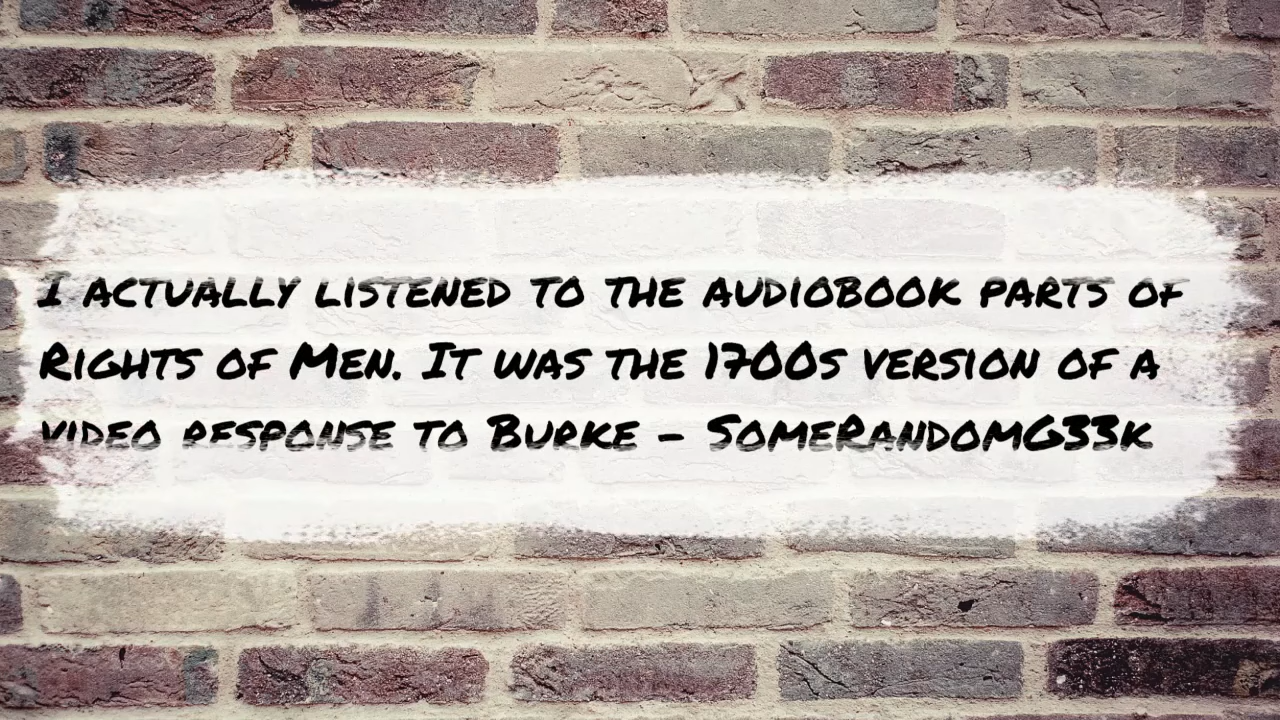 I actually listened to the audiobook parts of
Rights of Men. It was the 1700s version of a
video response to Burke - SomeRandomG33k